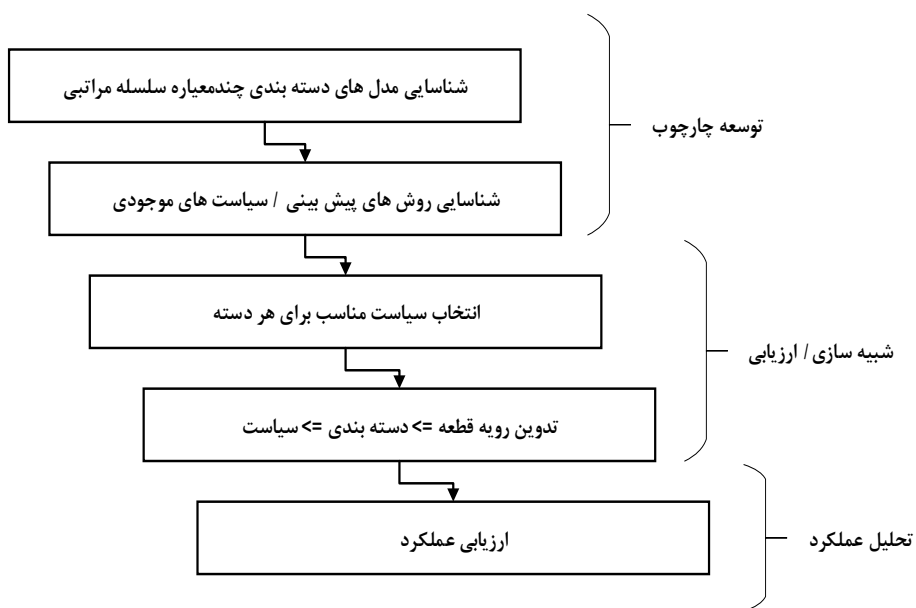 شناسایی مدل های دسته بندی چندمعیاره سلسله مراتبی
توسعه چارچوب
شناسایی روش های پیش بینی / سیاست های موجودی
انتخاب سیاست مناسب برای هر دسته
شبیه سازی / ارزیابی
تدوین رویه قطعه => دسته بندی => سیاست
ارزیابی عملکرد
تحلیل عملکرد